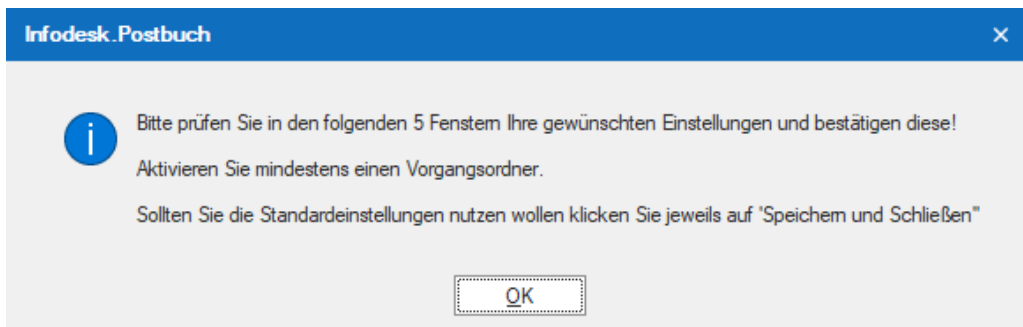 Infodesk.Postbuch
Bitte prüfen Sie in den folgenden 5 Fenstern Ihre gewünschten Einstellungen und bestätigen diese!
Aktivieren Sie mindestens einen Vorgangsordner.
Sollten Sie die Standardeinstellungen nutzen wollen klicken Sie jeweils auf "Speichern und Schließen"
OK